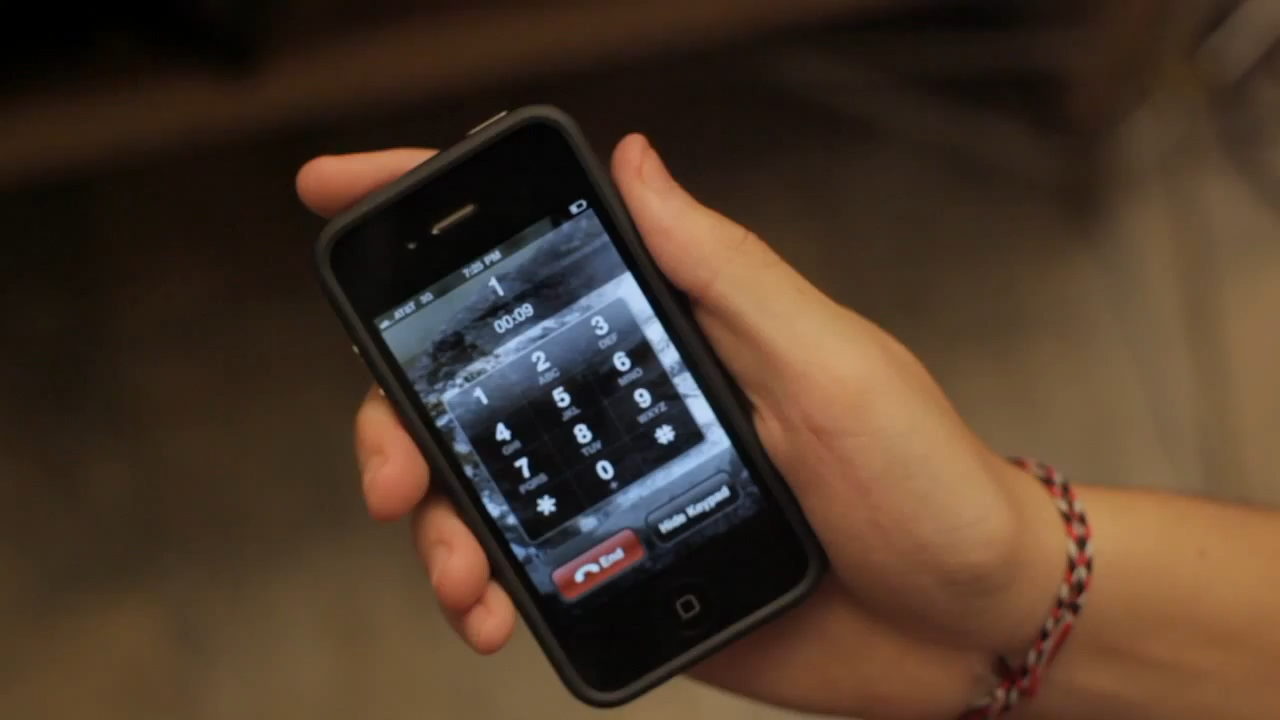 AT&T 3G 7:25 PM
1
00:09
1 2 ABC 3 DEF
4 GHI 5 JKL 6 MNO
7 PQRS 8 TUV 9 WXYZ
* 0 + #
End Hide Keypad